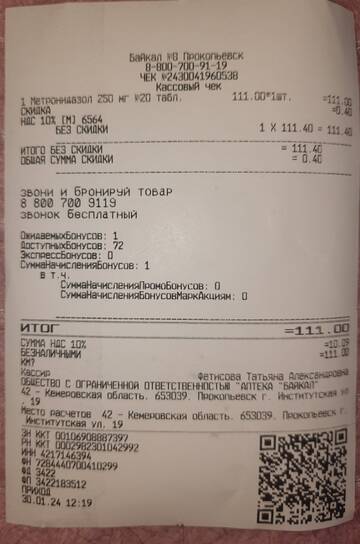 Байкал №0 Прокопьевск
8-800-700-91-19
ЧЕК №2430041960538
Кассовый чек
1 Метронидазол 250 мг №20 табл. 111.00*1шт. =111.00
СКИДКА =0.40
НДС 10% [М] 6564
БЕЗ СКИДКИ 1 X 111.40 = 111.40
ИТОГО БЕЗ СКИДКИ = 111.40
ОБЩАЯ СУММА СКИДКИ = 0.40
ЗВОНИ И БРОНИРУЙ ТОВАР
8 800 700 9119
ЗВОНОК БЕСПЛАТНЫЙ
ОжидаемыхБонусов: 1
ДоступныхБонусов: 72
ЭкспрессБонусов: 0
СуммаНачисленияБонусов: 1
в т.ч.
СуммаНачисленияПромоБонусов: 0
СуммаНачисленияБонусовМаркАкциям: 0
ИТОГ =111.00
СУММА НДС 10% =10.09
БЕЗНАЛИЧНЫМИ =111.00
КМ?
Кассир Фетисова Татьяна Александровна
ОБЩЕСТВО С ОГРАНИЧЕННОЙ ОТВЕТСТВЕННОСТЬЮ "АПТЕКА "БАЙКАЛ"
42 - Кемеровская область. 653039. Прокопьевск г. Институтская ул.
19
Место расчетов 42 - Кемеровская область. 653039. Прокопьевск г.
Институтская ул. 19
ЗН ККТ 00106908887397
РН ККТ 0002982301042992
ИНН 4217146394
ФН 7284440700410299
ФД 3422
ФП 3422183512
ПРИХОД
30.01.24 12:19